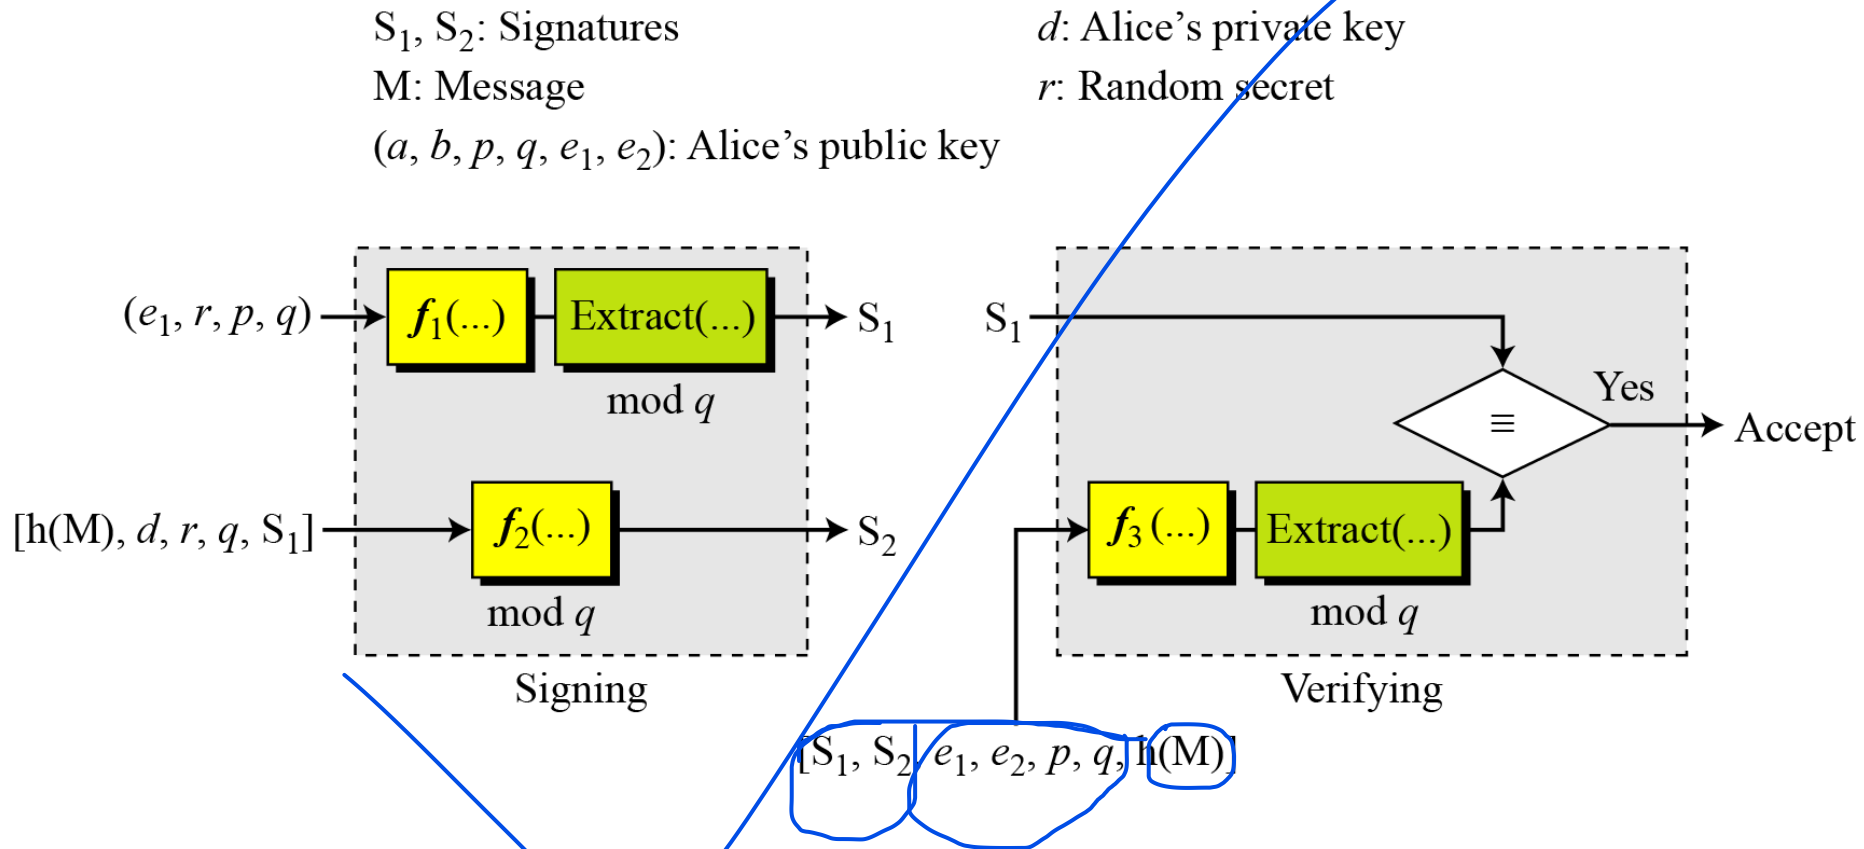 S1, S2: Signatures
d: Alice's private key
M: Message
r: Random secret
(a, b, p, q, e1, e2): Alice's public key
(e1, r, p, q)
f1(...)
Extract(...)
mod q
S1
[h(M), d, r, q, S1]
f2(...)
mod q
S2
Signing
S1
≡
Yes
Accept
f3 (...)
Extract(...)
mod q
Verifying
[S1, S2, e1, e2, p, q, h(M)]